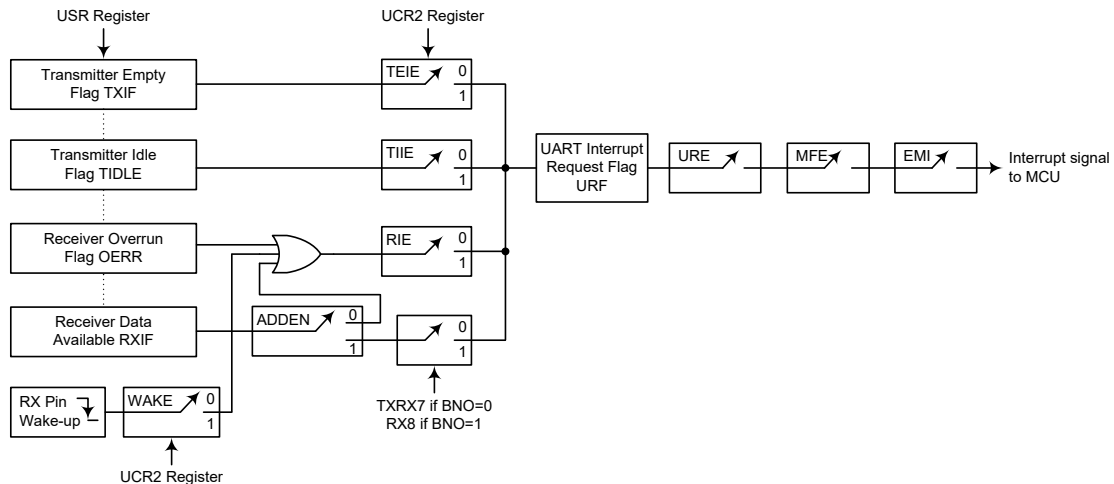 USR Register
UCR2 Register
Transmitter Empty
Flag TXIF
TEIE
0
1
Transmitter Idle
Flag TIDLE
TIIE
0
1
UART Interrupt
Request Flag
URF
URE
MFE
EMI
Interrupt signal
to MCU
Receiver Overrun
Flag OERR
RIE
0
1
Receiver Data
Available RXIF
ADDEN
0
1
0
1
RX Pin
Wake-up
WAKE
0
1
TXRX7 if BNO=0
RX8 if BNO=1
UCR2 Register